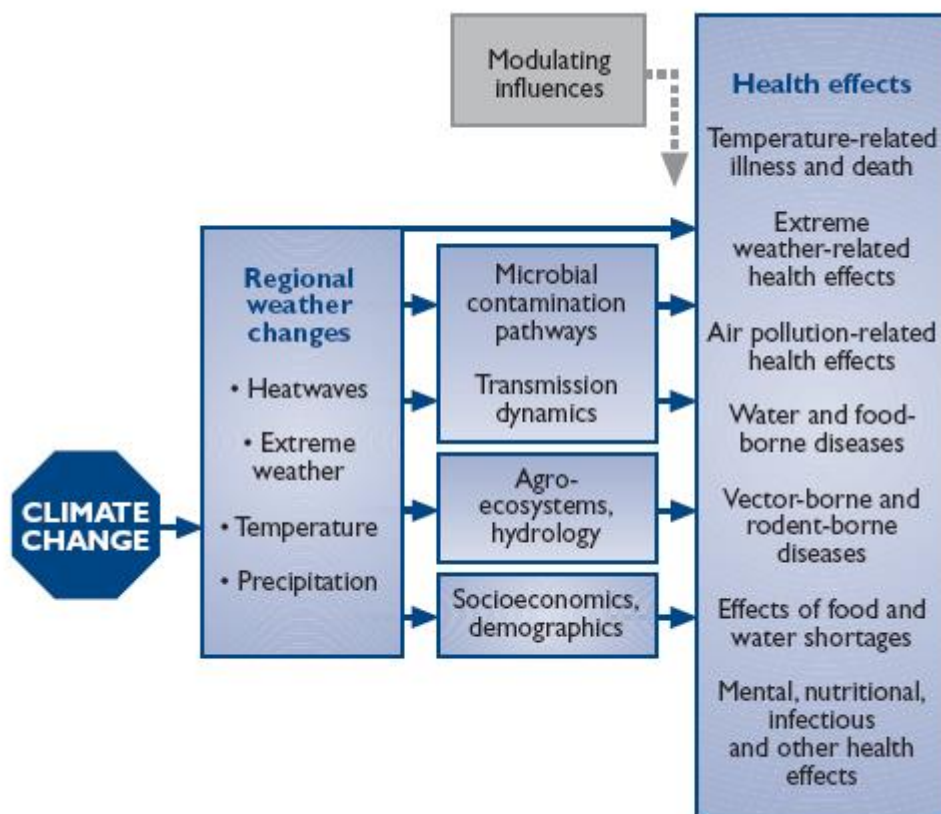 Modulating
influences
Health effects
Temperature-related
illness and death
Extreme
weather-related
health effects
Air pollution-related
health effects
Water and food-
borne diseases
Vector-borne and
rodent-borne
diseases
Effects of food and
water shortages
Mental, nutritional,
infectious
and other health
effects
Regional
weather
changes
• Heatwaves
• Extreme
weather
• Temperature
• Precipitation
Microbial
contamination
pathways
Transmission
dynamics
Agro-
ecosystems,
hydrology
Socioeconomics,
demographics
CLIMATE
CHANGE